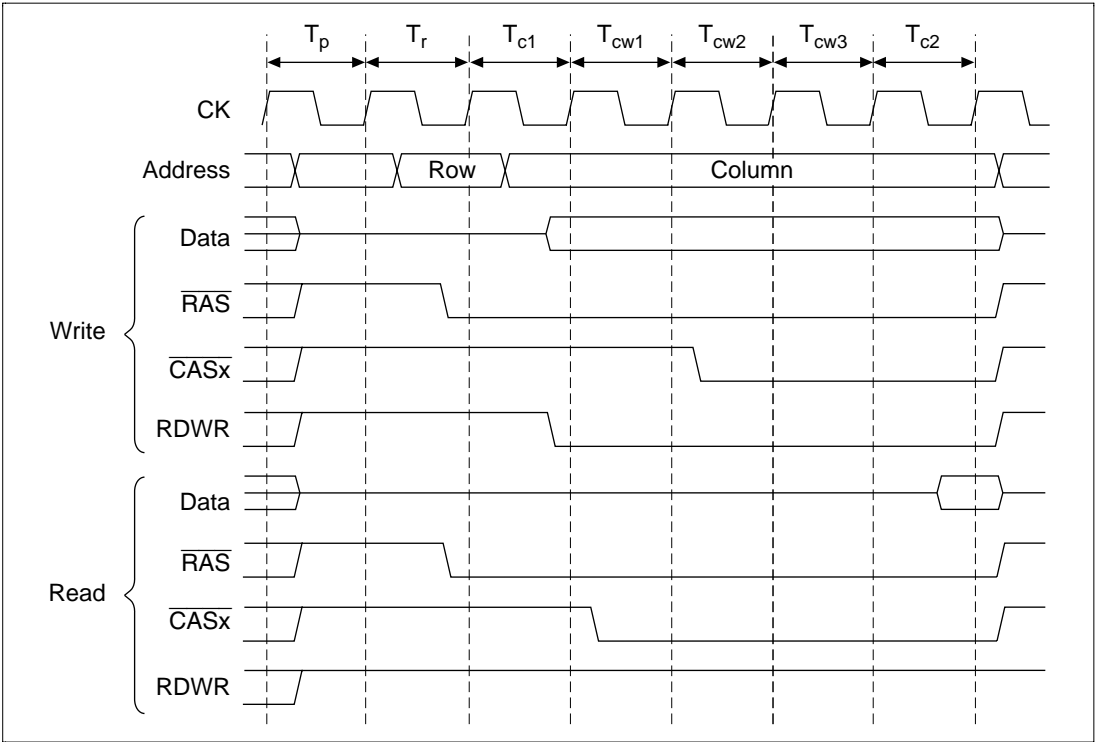 Tp Tr Tc1 Tcw1 Tcw2 Tcw3 Tc2
CK
Address Row Column
Write
Data
RAS
CASx
RDWR
Read
Data
RAS
CASx
RDWR